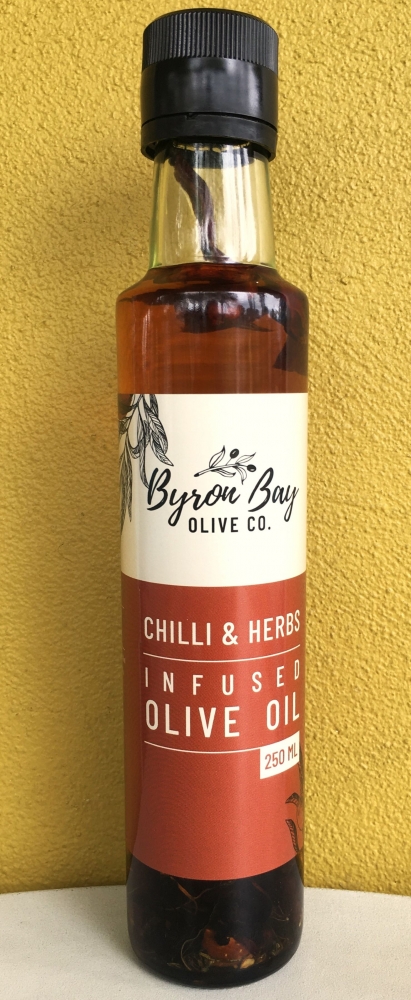 Byron Bay
OLIVE CO.
CHILLI & HERBS
INFUSED
OLIVE OIL
250 ML